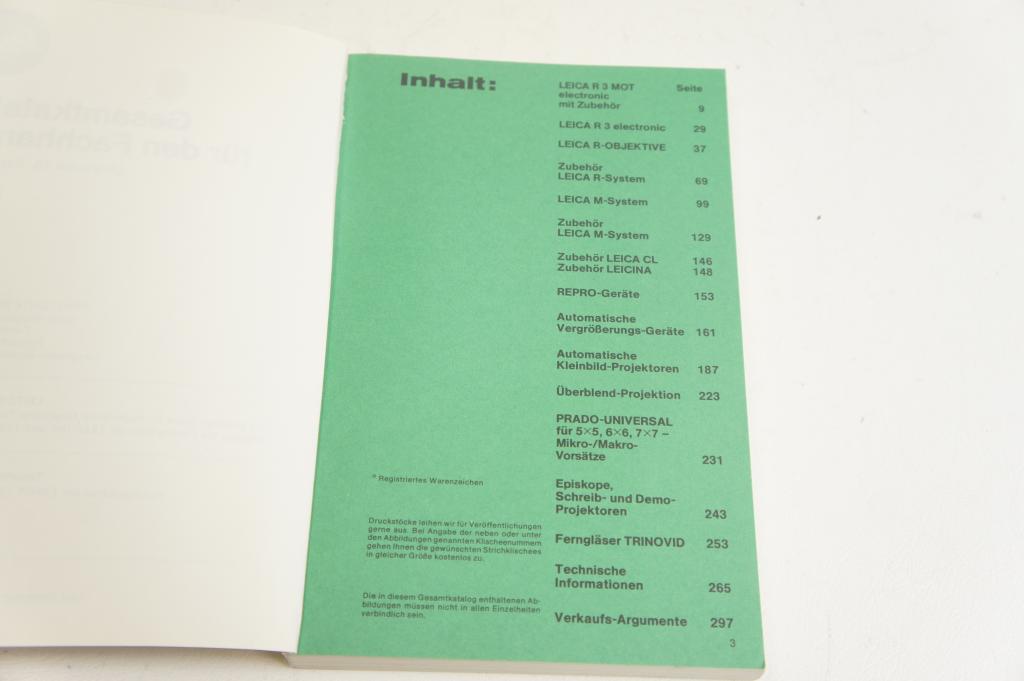 Inhalt:
LEICA R 3 MOT Seite
electronic
mit Zubehör 9
LEICA R 3 electronic 29
LEICA R-OBJEKTIVE 37
Zubehör
LEICA R-System 69
LEICA M-System 99
Zubehör
LEICA M-System 129
Zubehör LEICA CL 146
Zubehör LEICINA 148
REPRO-Geräte 153
Automatische
Vergrößerungs-Geräte 161
Automatische
Kleinbild-Projektoren 187
Überblend-Projektion 223
PRADO-UNIVERSAL
für 5×5, 6×6, 7×7 –
Mikro-/Makro-
Vorsätze 231
Episkope,
Schreib- und Demo-
Projektoren 243
Ferngläser TRINOVID 253
Technische
Informationen 265
Verkaufs-Argumente 297
* Registriertes Warenzeichen
Druckstöcke leihen wir für Veröffentlichungen
gerne aus. Bei Angabe der neben oder unter
den Abbildungen genannten Klischeenummern
gehen Ihnen die gewünschten Strichklischees
in gleicher Größe kostenlos zu.
Die in diesem Gesamtkatalog enthaltenen Ab-
bildungen müssen nicht in allen Einzelheiten
verbindlich sein.
3